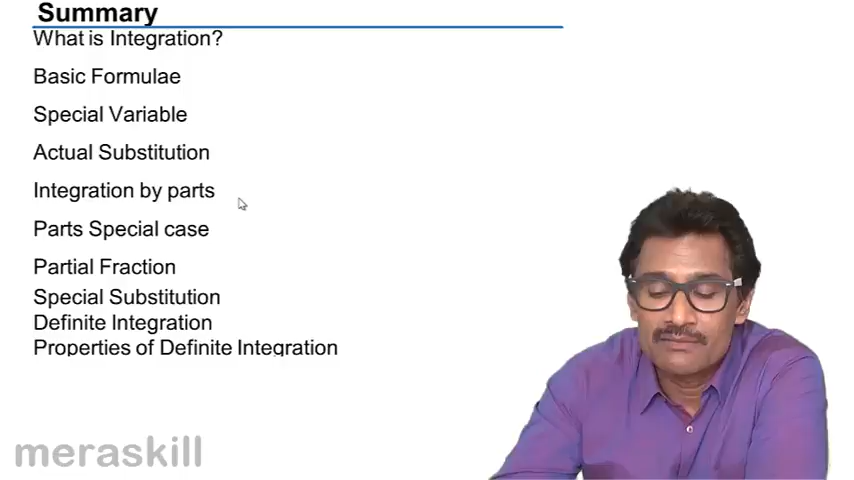 Summary
What is Integration?
Basic Formulae
Special Variable
Actual Substitution
Integration by parts
Parts Special case
Partial Fraction
Special Substitution
Definite Integration
Properties of Definite Integration
meraskill